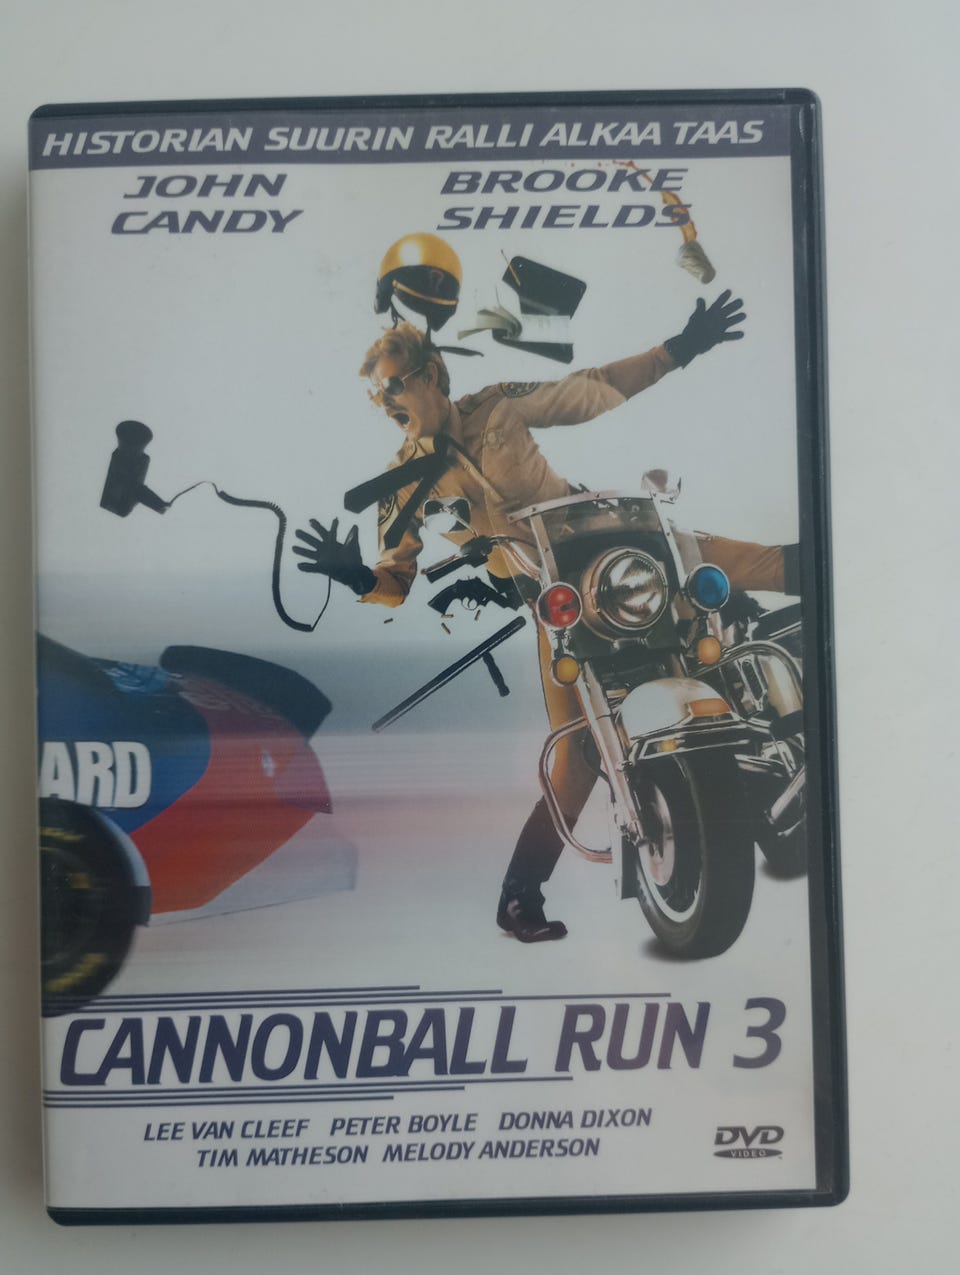 HISTORIAN SUURIN RALLI ALKAA TAAS
JOHN
CANDY
BROOKE
SHIELDS
ARD
CANNONBALL RUN 3
LEE VAN CLEEF PETER BOYLE DONNA DIXON
TIM MATHESON MELODY ANDERSON
DVD
VIDEO